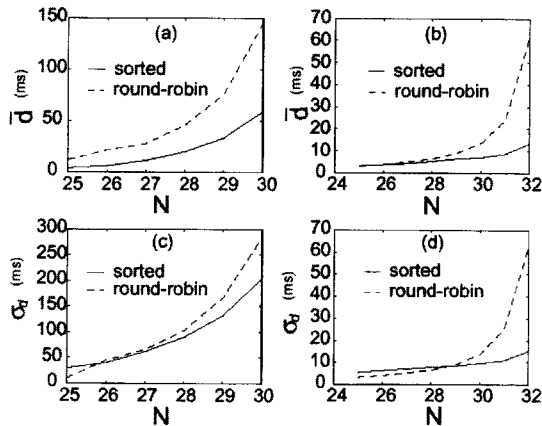 (a)
150
100
50
0
d̅ (ms)
sorted
round-robin
25 26 27 28 29 30
N
(b)
70
60
50
40
30
20
10
0
d̅ (ms)
sorted
round-robin
24 26 28 30 32
N
(c)
300
250
200
150
100
50
0
σd (ms)
sorted
round-robin
25 26 27 28 29 30
N
(d)
70
60
50
40
30
20
10
0
σd (ms)
sorted
round-robin
24 26 28 30 32
N